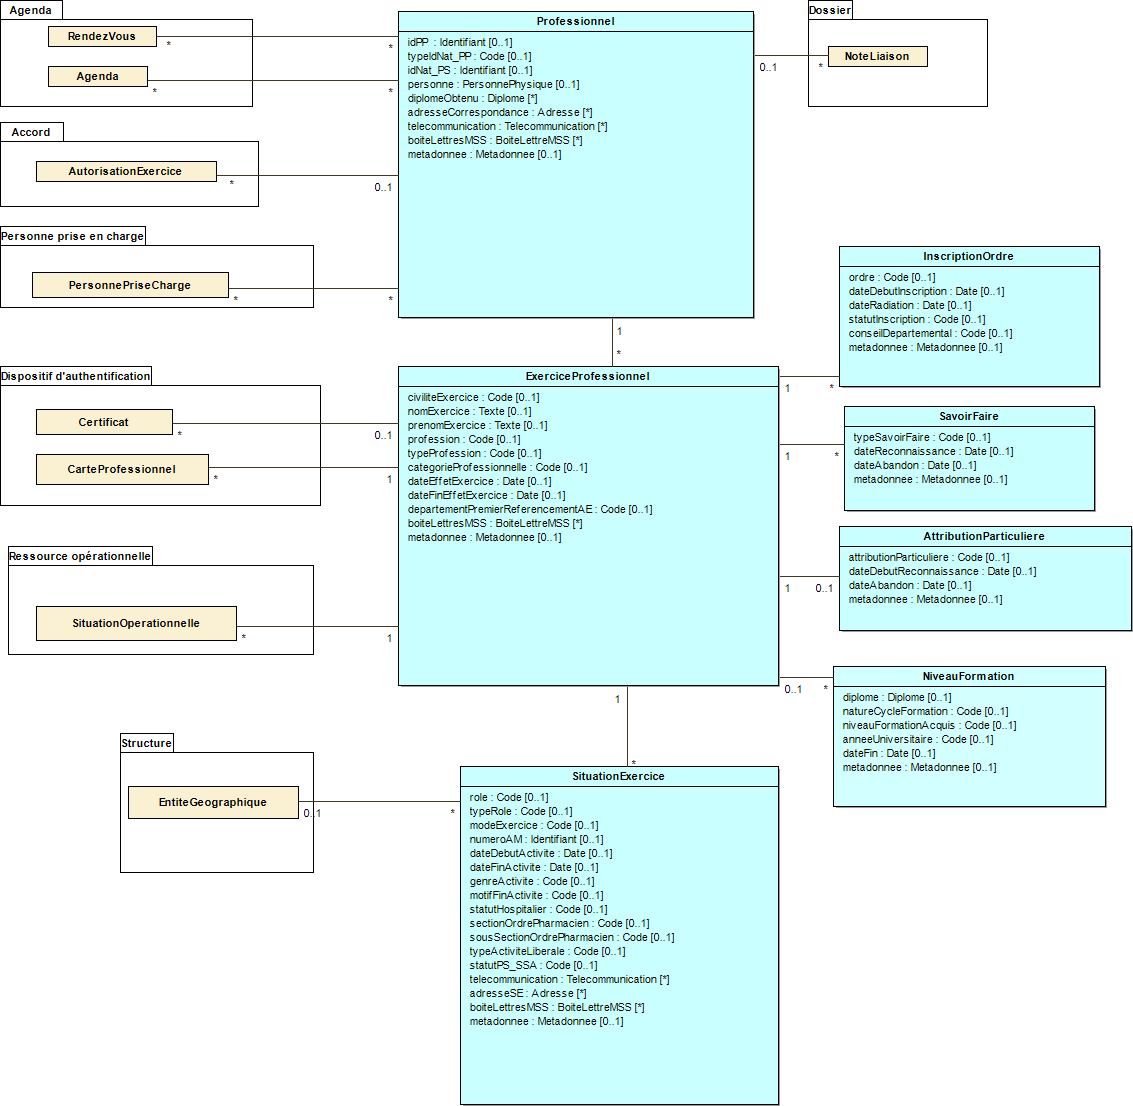 Agenda
RendezVous
*
*
Agenda
*
*
Accord
AutorisationExercice
*
0..1
Personne prise en charge
PersonnePriseCharge
*
*
Professionnel
idPP : Identifiant [0..1]
typeIdNat_PP : Code [0..1]
idNat_PS : Identifiant [0..1]
personne : PersonnePhysique [0..1]
diplomeObtenu : Diplome [*]
adresseCorrespondance : Adresse [*]
telecommunication : Telecommunication [*]
boiteLettresMSS : BoiteLettreMSS [*]
metadonnee : Metadonnee [0..1]
Dossier
NoteLiaison
0..1
*
1
*
Dispositif d'authentification
Certificat
*
0..1
CarteProfessionnel
*
1
Ressource opérationnelle
SituationOperationnelle
*
1
ExerciceProfessionnel
civiliteExercice : Code [0..1]
nomExercice : Texte [0..1]
prenomExercice : Texte [0..1]
profession : Code [0..1]
typeProfession : Code [0..1]
categorieProfessionnelle : Code [0..1]
dateEffetExercice : Date [0..1]
dateFinEffetExercice : Date [0..1]
departementPremierReferencementAE : Code [0..1]
boiteLettresMSS : BoiteLettreMSS [*]
metadonnee : Metadonnee [0..1]
InscriptionOrdre
ordre : Code [0..1]
dateDebutInscription : Date [0..1]
dateRadiation : Date [0..1]
statutInscription : Code [0..1]
conseilDepartemental : Code [0..1]
metadonnee : Metadonnee [0..1]
1
*
SavoirFaire
typeSavoirFaire : Code [0..1]
dateReconnaissance : Date [0..1]
dateAbandon : Date [0..1]
metadonnee : Metadonnee [0..1]
1
*
AttributionParticuliere
attributionParticuliere : Code [0..1]
dateDebutReconnaissance : Date [0..1]
dateAbandon : Date [0..1]
metadonnee : Metadonnee [0..1]
1
0..1
NiveauFormation
diplome : Diplome [0..1]
natureCycleFormation : Code [0..1]
niveauFormationAcquis : Code [0..1]
anneeUniversitaire : Code [0..1]
dateFin : Date [0..1]
metadonnee : Metadonnee [0..1]
0..1
*
1
*
Structure
EntiteGeographique
0..1
*
SituationExercice
role : Code [0..1]
typeRole : Code [0..1]
modeExercice : Code [0..1]
numeroAM : Identifiant [0..1]
dateDebutActivite : Date [0..1]
dateFinActivite : Date [0..1]
genreActivite : Code [0..1]
motifFinActivite : Code [0..1]
statutHospitalier : Code [0..1]
sectionOrdrePharmacien : Code [0..1]
sousSectionOrdrePharmacien : Code [0..1]
typeActiviteLiberale : Code [0..1]
statutPS_SSA : Code [0..1]
telecommunication : Telecommunication [*]
adresseSE : Adresse [*]
boiteLettresMSS : BoiteLettreMSS [*]
metadonnee : Metadonnee [0..1]